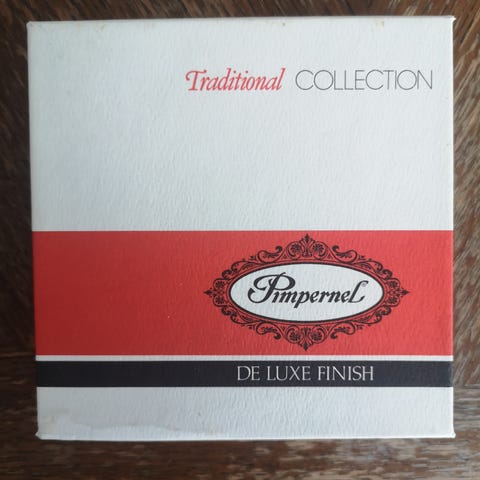 Traditional COLLECTION
Pimpernel
DE LUXE FINISH